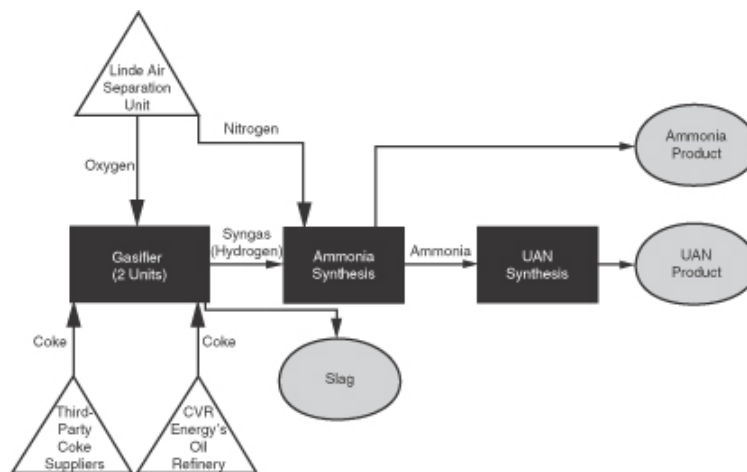 Linde Air
Separation
Unit
Nitrogen
Oxygen
Ammonia
Product
Gasifier
(2 Units)
Syngas
(Hydrogen)
Ammonia
Synthesis
Ammonia
UAN
Synthesis
UAN
Product
Coke
Coke
Slag
Third-
Party
Coke
Suppliers
CVR
Energy's
Oil
Refinery